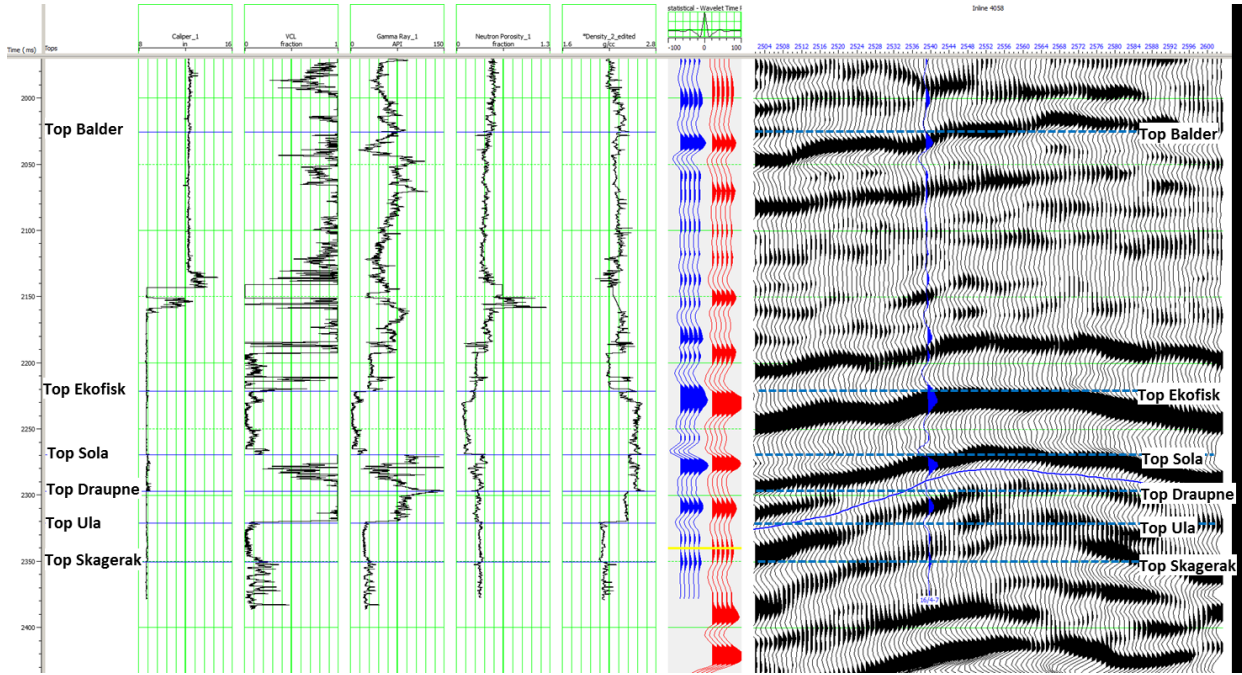 statistical - Wavelet Time
Inline 4058
Caliper_1
VCL
Gamma Ray_1
Neutron Porosity_1
*Density_2_edited
Time (ms)
Tops
8 in 16
fraction 1
API 150
0 fraction 1.3
1.6 g/cc 2.8
-100 0 100
2504 2508 2512 2516 2520 2524 2528 2532 2536 2540 2544 2548 2552 2556 2560 2564 2568 2572 2576 2580 2584 2588 2592 2596 2600
2000
Top Balder
Top Balder
2050
2100
2150
2200
Top Ekofisk
Top Ekofisk
2250
Top Sola
Top Sola
Top Draupne
2300
Top Draupne
Top Ula
Top Ula
Top Skagerak
2350
Top Skagerak
16/4-7
2400